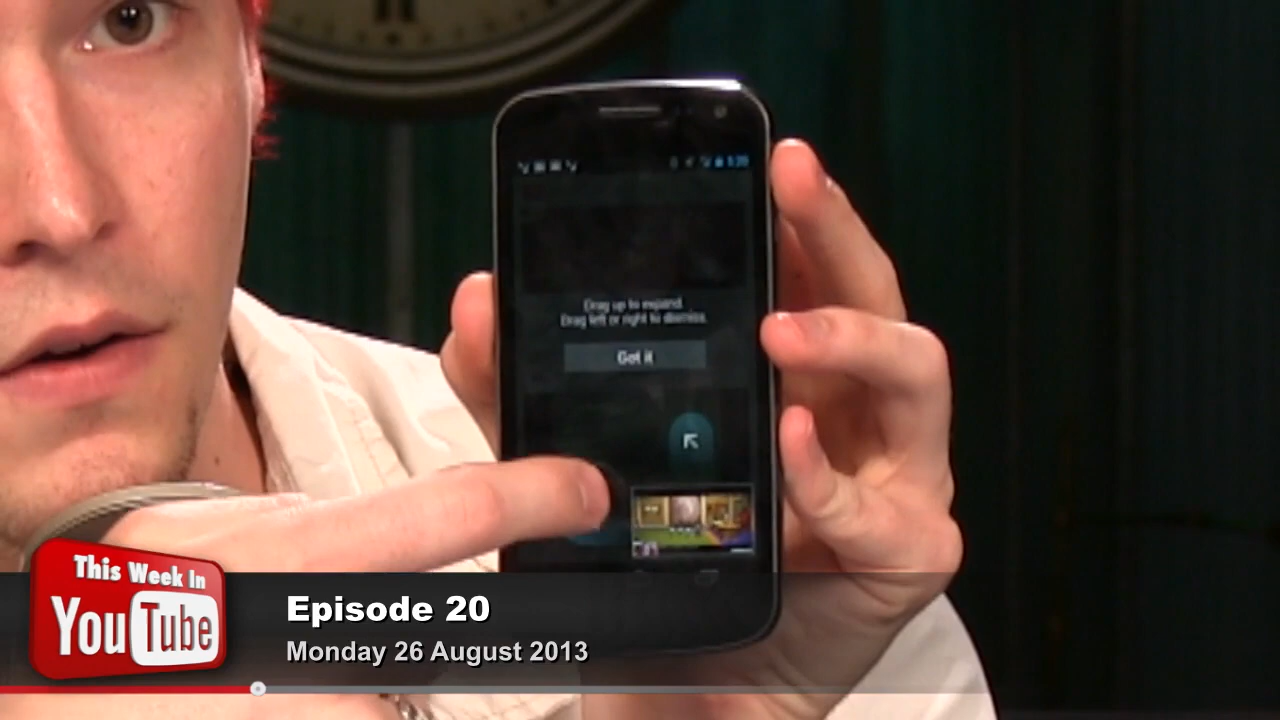 Drag up to expand.
Drag left or right to dismiss.
Got it
This Week In
YouTube
Episode 20
Monday 26 August 2013